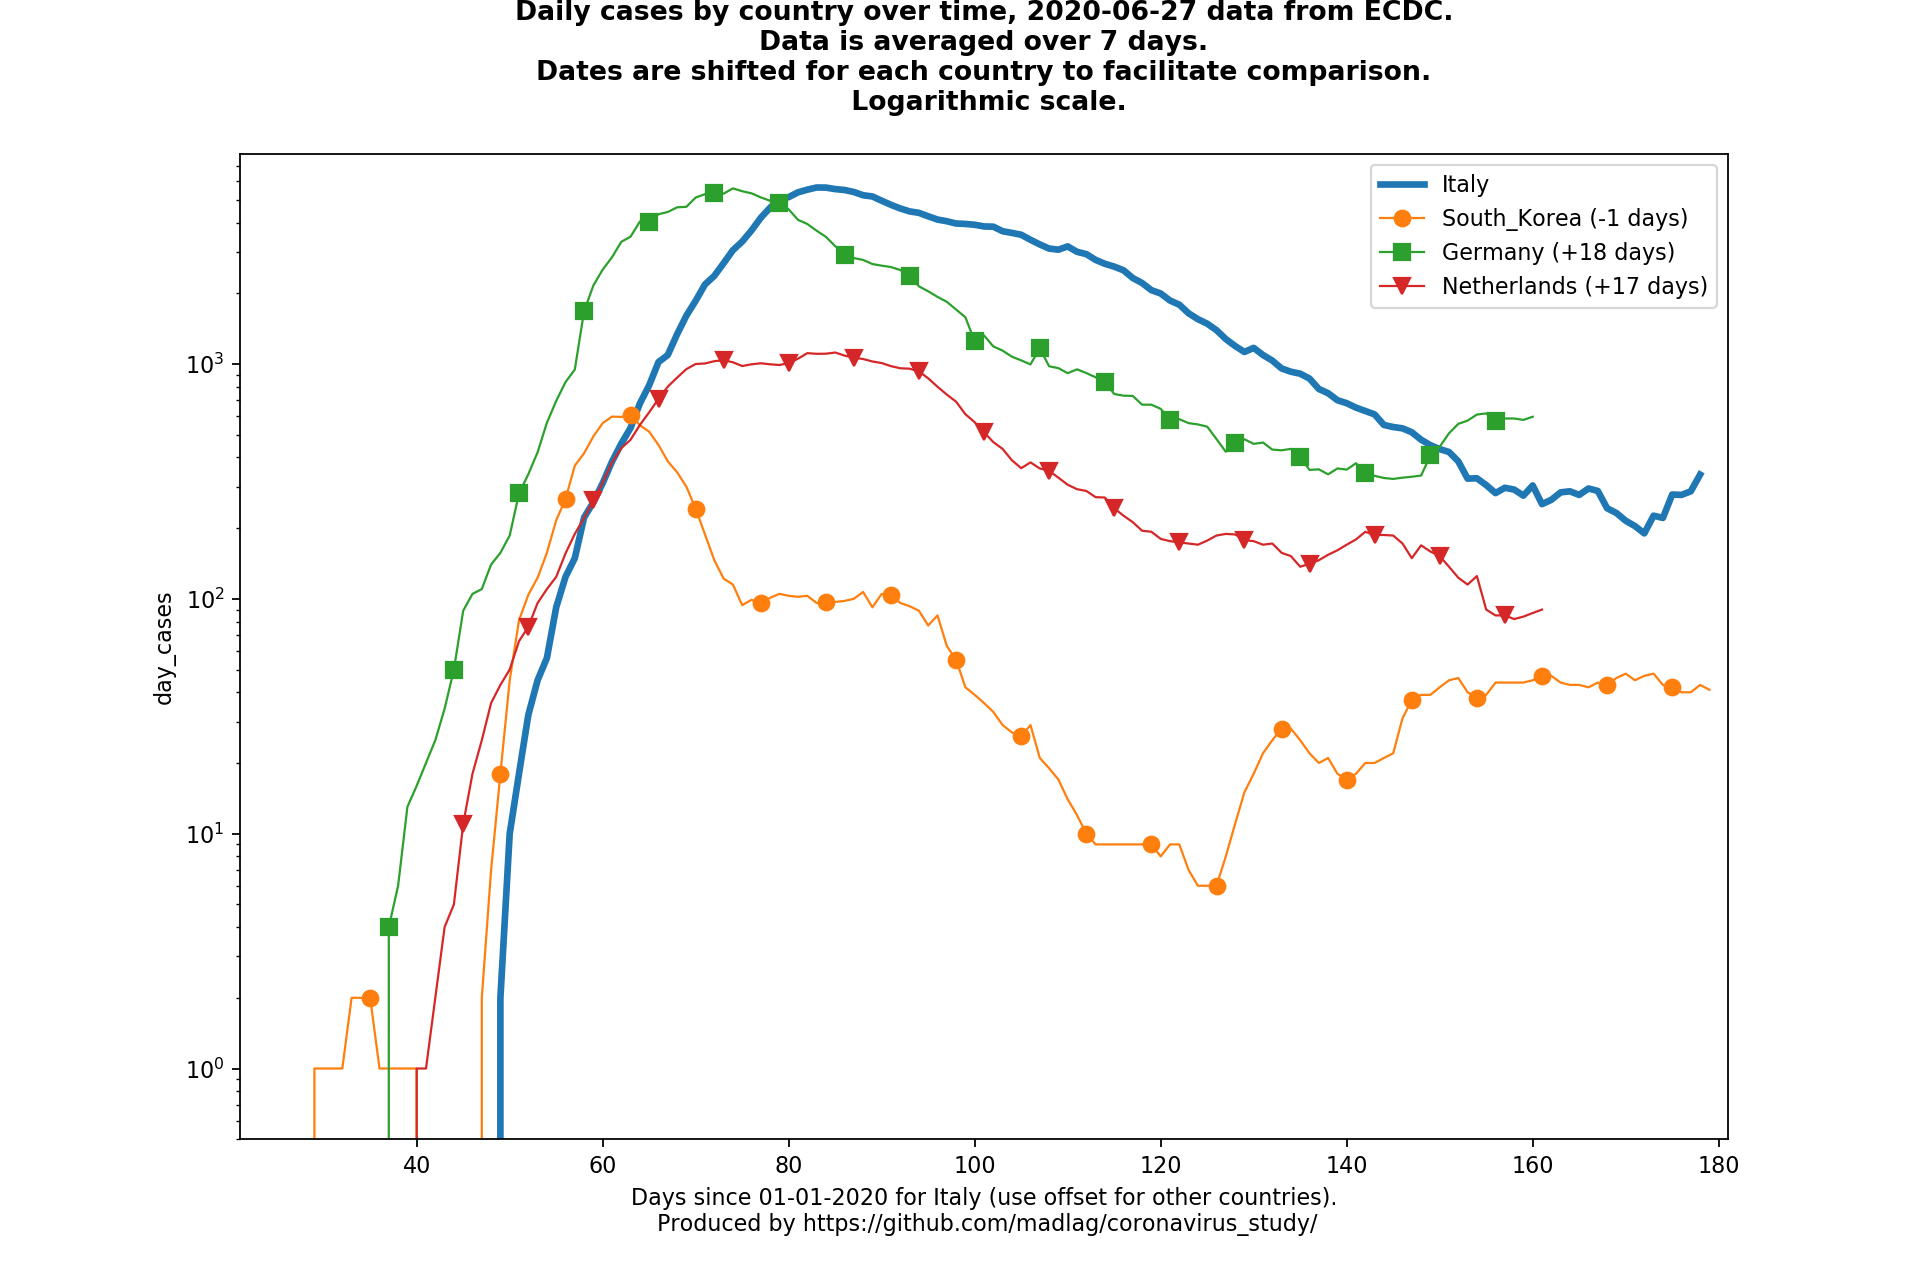 Daily cases by country over time, 2020-06-27 data from ECDC.
Data is averaged over 7 days.
Dates are shifted for each country to facilitate comparison.
Logarithmic scale.
Italy
South_Korea (-1 days)
Germany (+18 days)
Netherlands (+17 days)
day_cases
10³
10²
10¹
10⁰
40 60 80 100 120 140 160 180
Days since 01-01-2020 for Italy (use offset for other countries).
Produced by https://github.com/madlag/coronavirus_study/